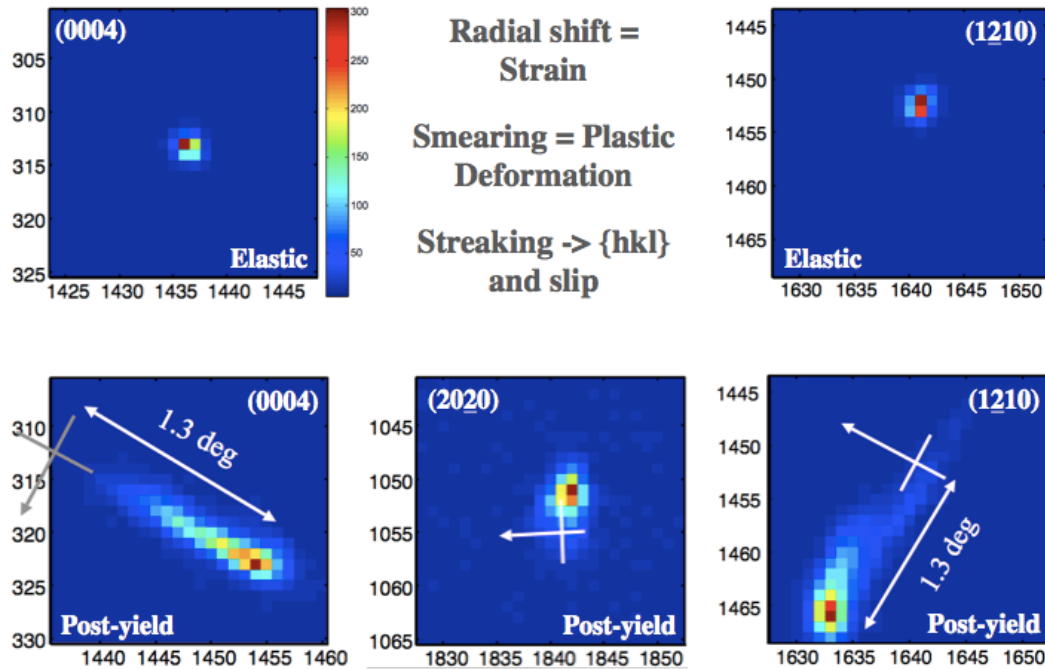 (0004)
305
310
315
320
325
1425 1430 1435 1440 1445
Elastic
300
250
200
150
100
50
Radial shift =
Strain
Smearing = Plastic
Deformation
Streaking -> {hkl}
and slip
(1210)
1450
1455
1460
1465
1630 1635 1640 1645 1650
Elastic
(0004)
1.3 deg
310
315
320
325
330
1440 1445 1450 1455 1460
Post-yield
(2020)
1045
1050
1055
1060
1065
1830 1835 1840 1845 1850
Post-yield
(1210)
1.3 deg
1445
1450
1455
1460
1465
1630 1635 1640 1645 1650
Post-yield